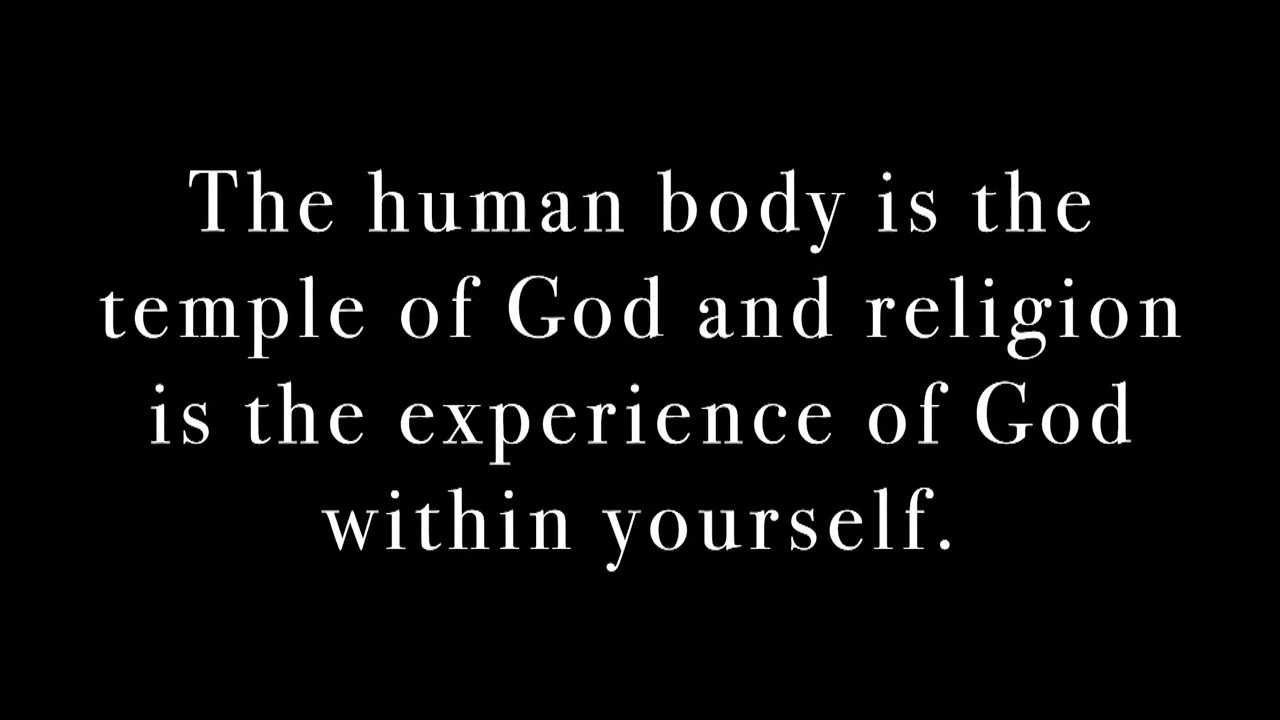 The human body is the
temple of God and religion
is the experience of God
within yourself.